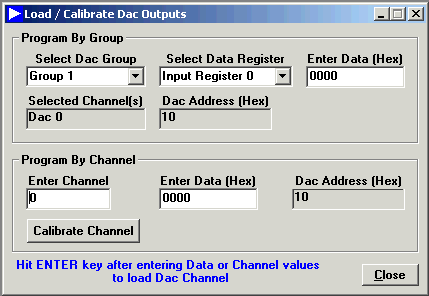 Load / Calibrate Dac Outputs
Program By Group
Select Dac Group Select Data Register Enter Data (Hex)
Group 1 Input Register 0 0000
Selected Channel(s) Dac Address (Hex)
Dac 0 10
Program By Channel
Enter Channel Enter Data (Hex) Dac Address (Hex)
0 0000 10
Calibrate Channel
Hit ENTER key after entering Data or Channel values
to load Dac Channel
Close